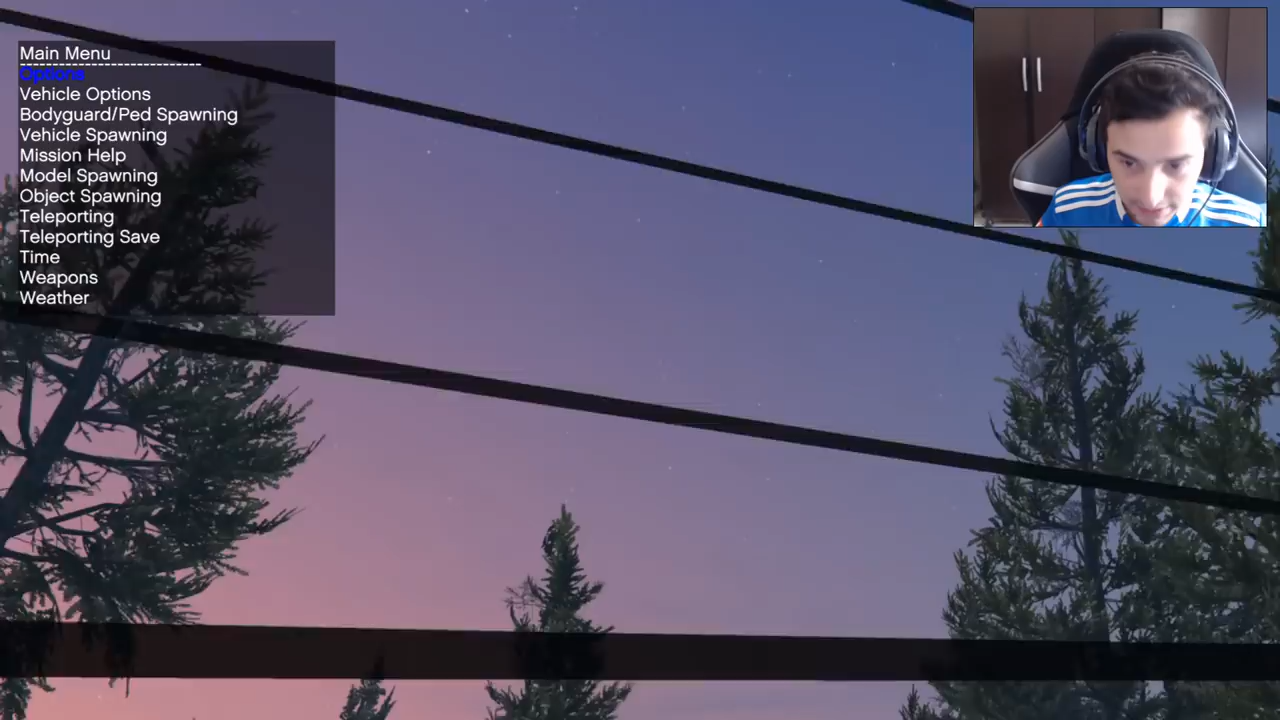 Main Menu
Options
Vehicle Options
Bodyguard/Ped Spawning
Vehicle Spawning
Mission Help
Model Spawning
Object Spawning
Teleporting
Teleporting Save
Time
Weapons
Weather